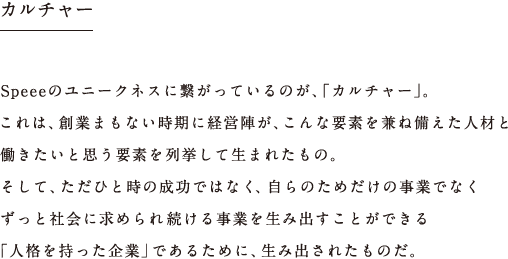 カルチャー
Speeeのユニークネスに繋がっているのが、「カルチャー」。
これは、創業まもない時期に経営陣が、こんな要素を兼ね備えた人材と
働きたいと思う要素を列挙して生まれたもの。
そして、ただひと時の成功ではなく、自らのためだけの事業でなく
ずっと社会に求められ続ける事業を生み出すことができる
「人格を持った企業」であるために、生み出されたものだ。